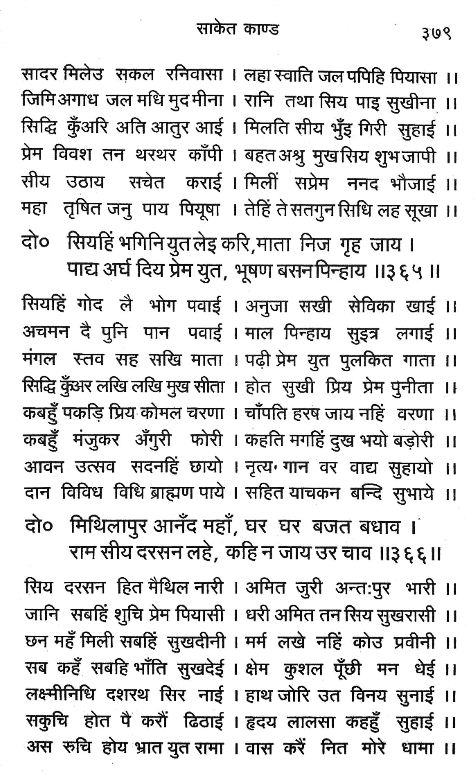 साकेत काण्ड
३७९
सादर मिलेउ सकल रनिवासा । लहा स्वाति जल पपिहि पियासा ॥
जिमि अगाध जल मधि मुद मीना । रानि तथा सिय पाइ सुखीना ॥
सिद्धि कुँअरि अति आतुर आई । मिलति सीय भुँइ गिरी सुहाई ॥
प्रेम विवश तन थरथर काँपी । बहत अश्रु मुख सिय शुभ जापी ॥
सीय उठाय सचेत कराई । मिलीं सप्रेम ननद भौजाई ॥
महा तृषित जनु पाय पियूषा । तेहिं ते सतगुन सिधि लह सूखा ॥
दो० सियहिं भगिनि युत लेइ करि, माता निज गृह जाय ।
पाद्य अर्घ दिय प्रेम युत, भूषण बसन पिन्हाय ॥३६५॥
सियहिं गोद लै भोग पवाई । अनुजा सखी सेविका खाई ॥
अचमन दै पुनि पान पवाई । माल पिन्हाय सुइत्र लगाई ॥
मंगल स्तव सह सखि माता । पढ़ी प्रेम युत पुलकित गाता ॥
सिद्धि कुँअर लखि लखि मुख सीता । होत सुखी प्रिय प्रेम पुनीता ॥
कबहुँ पकड़ि प्रिय कोमल चरणा । चाँपति हरष जाय नहिं वरणा ॥
कबहुँ मंजुकर अँगुरी फोरी । कहति मगहिं दुख भयो बड़ोरी ॥
आवन उत्सव सदनहिं छायो । नृत्य गान वर वाद्य सुहायो ॥
दान विविध विधि ब्राह्मण पाये । सहित याचकन बन्दि सुभाये ॥
दो० मिथिलापुर आनँद महाँ, घर घर बजत बधाव ।
राम सीय दरसन लहे, कहि न जाय उर चाव ॥३६६॥
सिय दरसन हित मैथिल नारी । अमित जुरी अन्तःपुर भारी ॥
जानि सबहिं शुचि प्रेम पियासी । धरी अमित तन सिय सुखरासी ॥
छन महँ मिली सबहिं सुखदीनी । मर्म लखे नहिं कोउ प्रवीनी ॥
सब कहँ सबहि भाँति सुखदेई । क्षेम कुशल पूँछी मन धेई ॥
लक्ष्मीनिधि दशरथ सिर नाई । हाथ जोरि उत विनय सुनाई ॥
सकुचि होत पै करौं ढिठाई । हृदय लालसा कहहुँ सुहाई ॥
अस रुचि होय भ्रात युत रामा । वास करैं नित मोरे धामा ॥